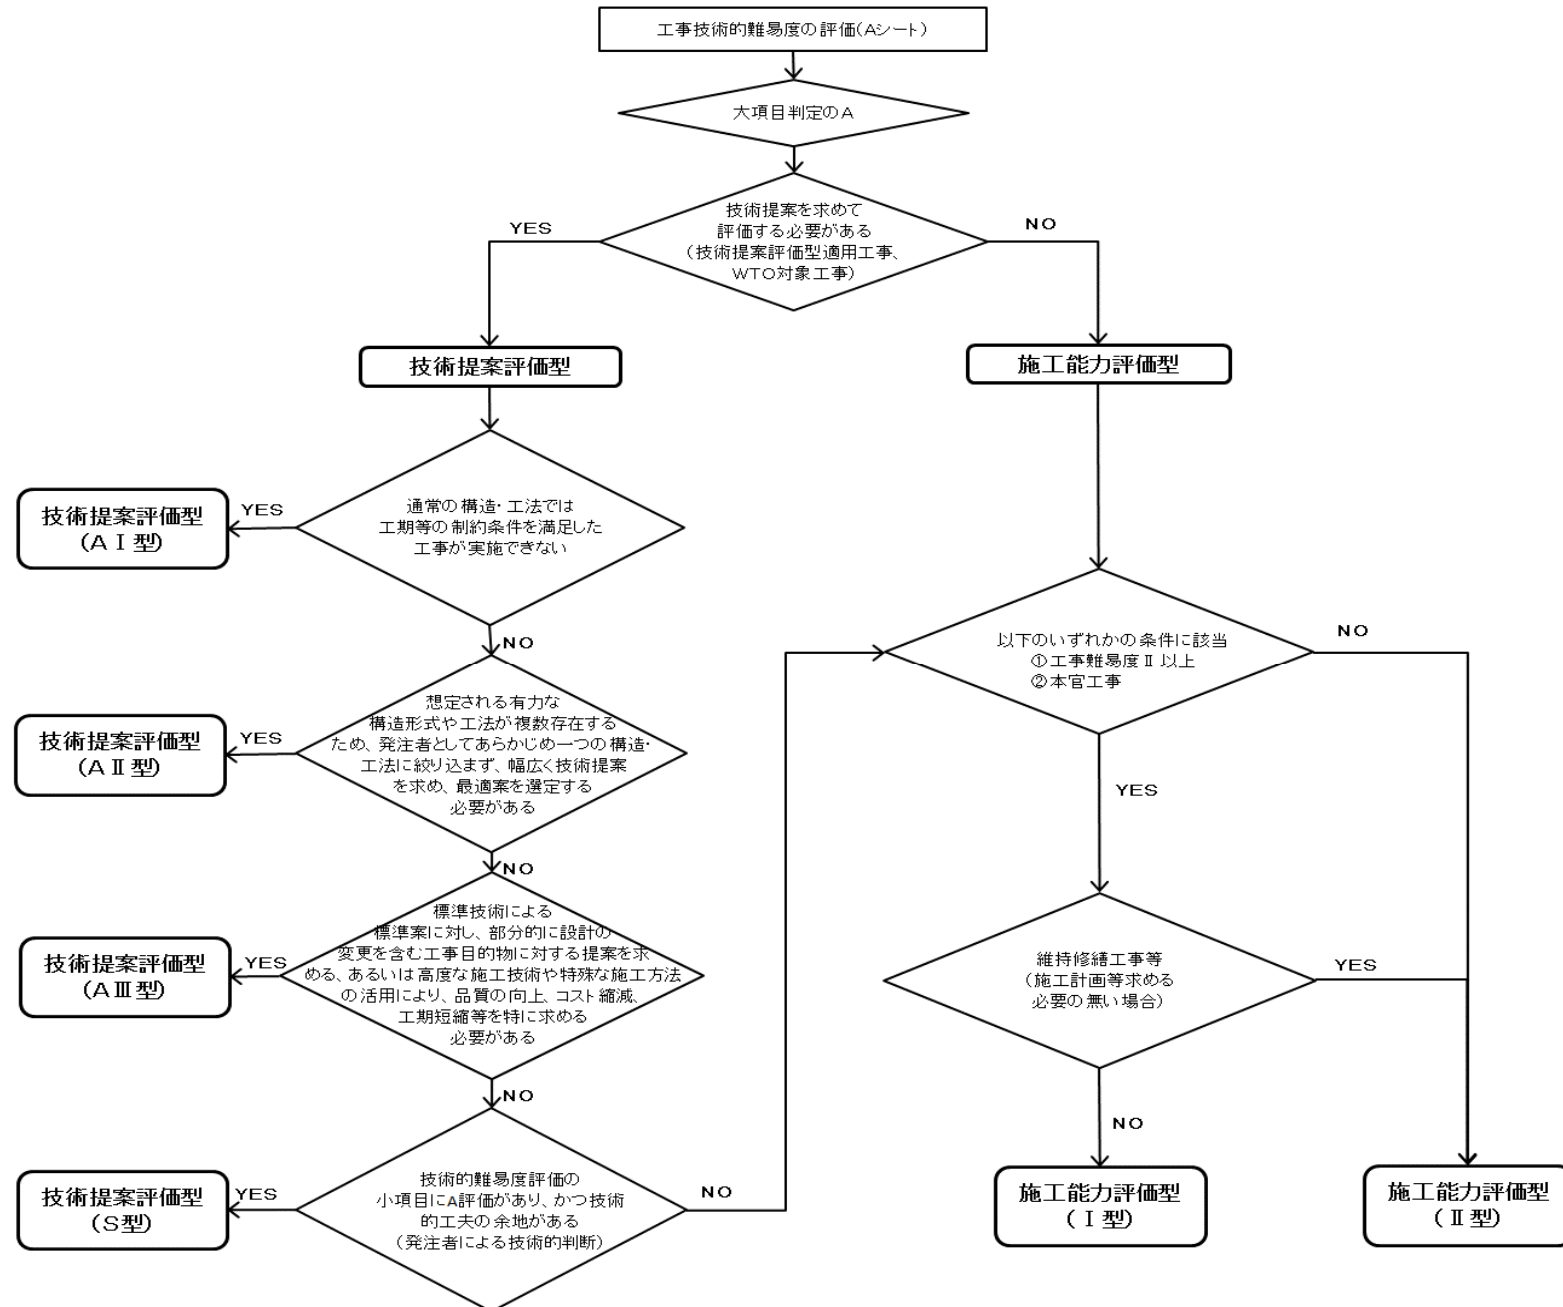 工事技術的難易度の評価(Aシート)
大項目判定のA
技術提案を求めて
評価する必要がある
(技術提案評価型適用工事、
WTO対象工事)
YES
NO
技術提案評価型
施工能力評価型
通常の構造・工法では
工期等の制約条件を満足した
工事が実施できない
YES
技術提案評価型
(AⅠ型)
NO
想定される有力な
構造形式や工法が複数存在する
ため、発注者としてあらかじめ一つの構造・
工法に絞り込まず、幅広く技術提案
を求め、最適案を選定する
必要がある
YES
技術提案評価型
(AⅡ型)
NO
標準技術による
標準案に対し、部分的に設計の
変更を含む工事目的物に対する提案を求
める、あるいは高度な施工技術や特殊な施工方法
の活用により、品質の向上、コスト縮減、
工期短縮等を特に求める
必要がある
YES
技術提案評価型
(AⅢ型)
NO
技術的難易度評価の
小項目にA評価があり、かつ技術
的工夫の余地がある
(発注者による技術的判断)
YES
技術提案評価型
(S型)
NO
以下のいずれかの条件に該当
①工事難易度Ⅱ以上
②本官工事
NO
YES
維持修繕工事等
(施工計画等求める
必要の無い場合)
YES
NO
施工能力評価型
(Ⅰ型)
施工能力評価型
(Ⅱ型)